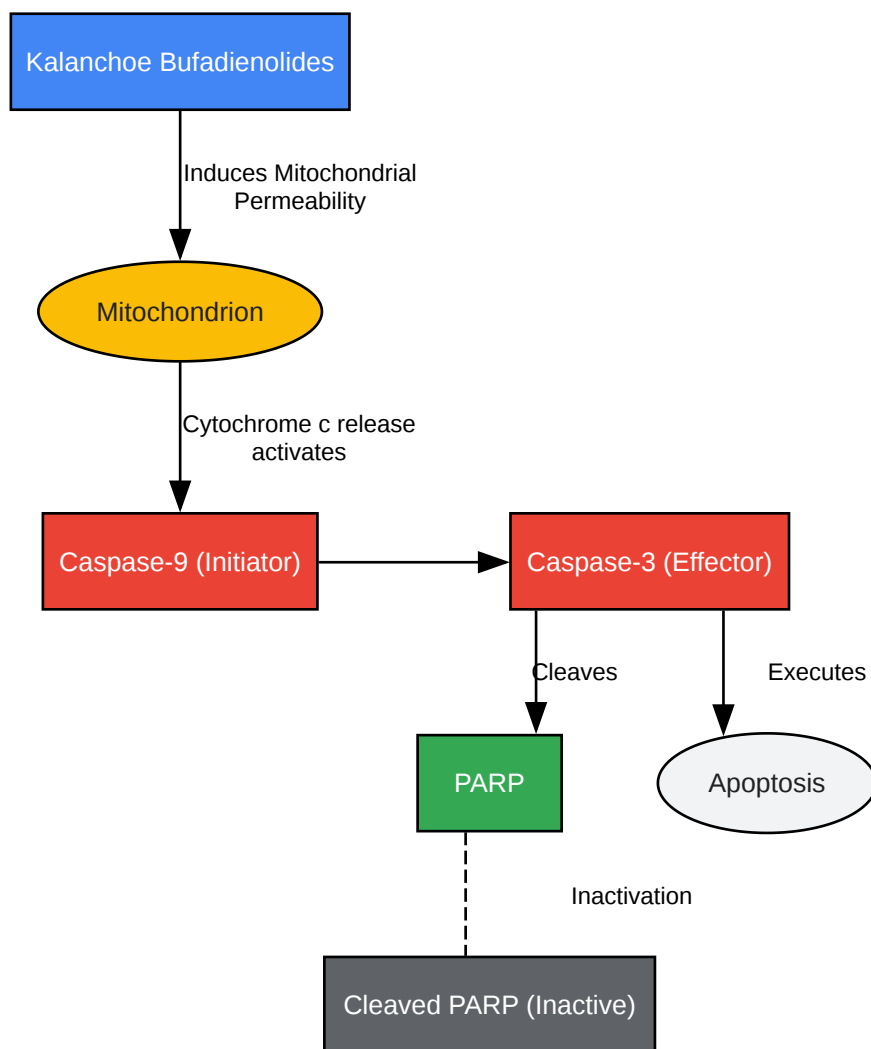 Kalanchoe Bufadienolides
Induces Mitochondrial
Permeability
Mitochondrion
Cytochrome c release
activates
Caspase-9 (Initiator)
Caspase-3 (Effector)
Cleaves
Executes
PARP
Apoptosis
Inactivation
Cleaved PARP (Inactive)